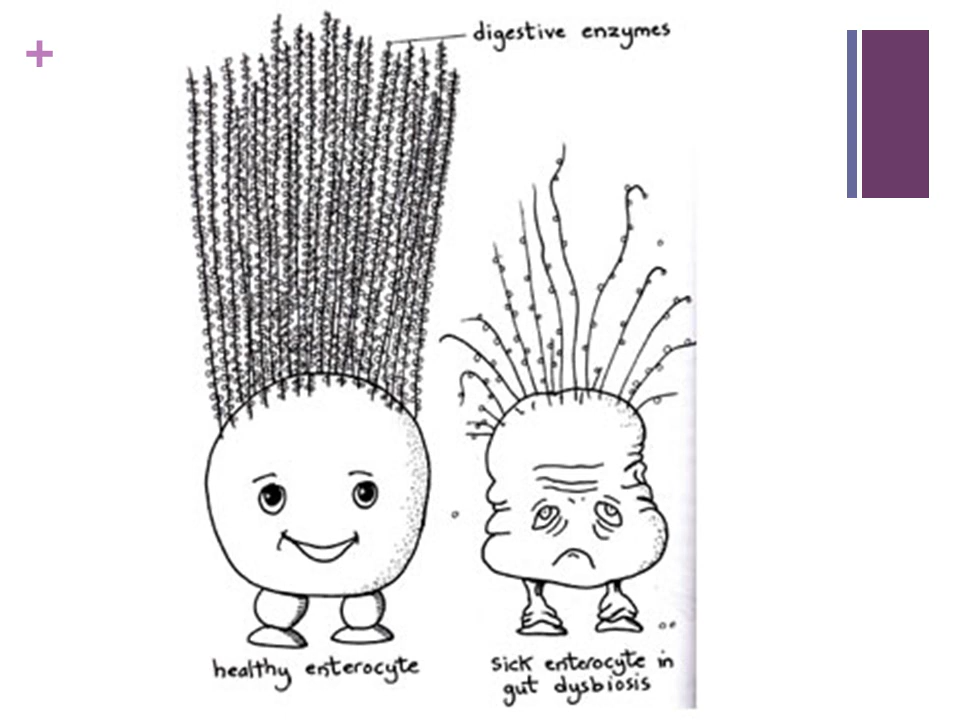 +
digestive enzymes
healthy enterocyte
sick enterocyte in
gut dysbiosis